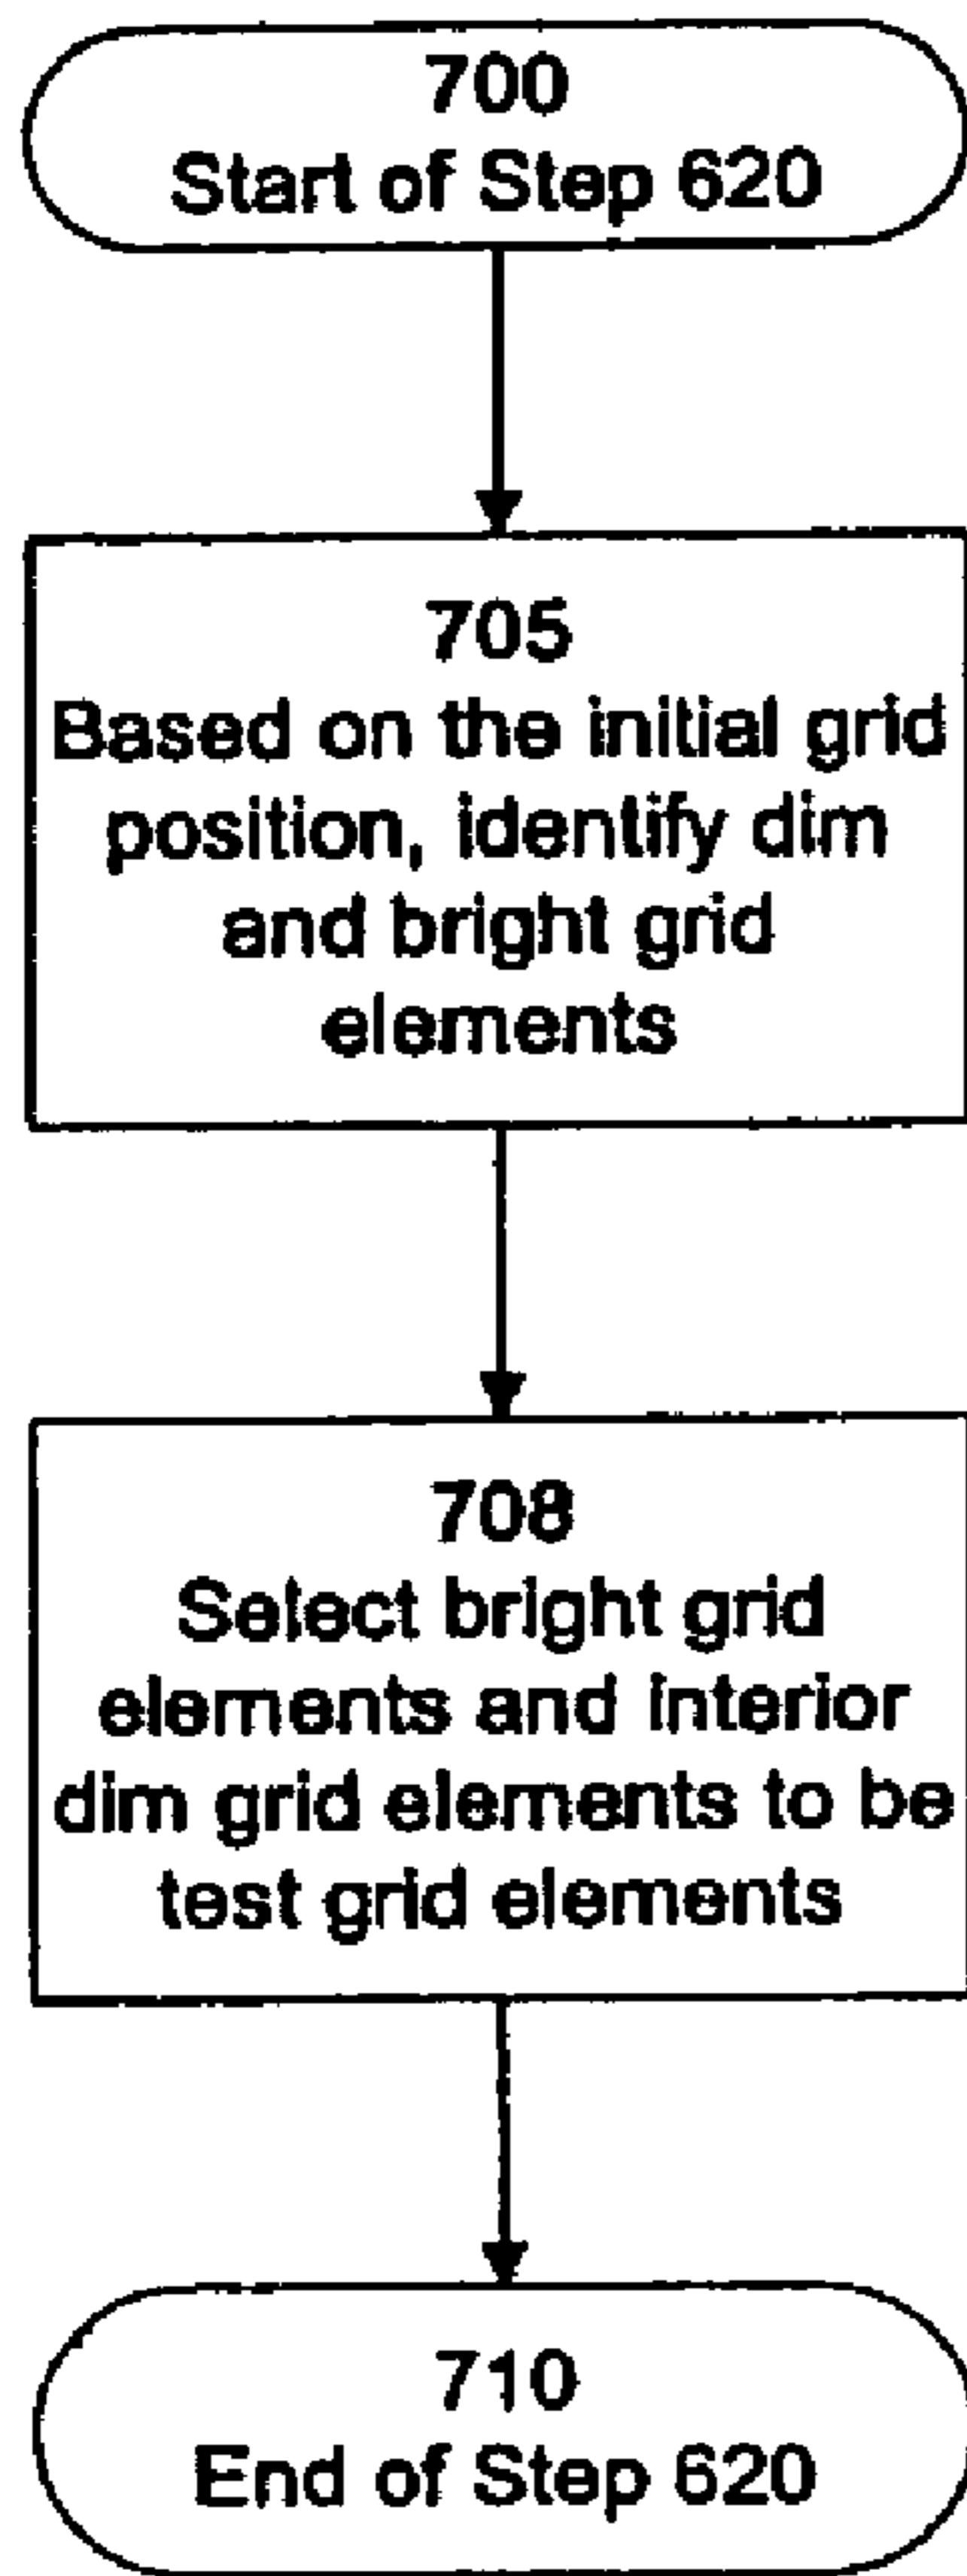 700
Start of Step 620
705
Based on the initial grid
position, identify dim
and bright grid
elements
708
Select bright grid
elements and interior
dim grid elements to be
test grid elements
710
End of Step 620